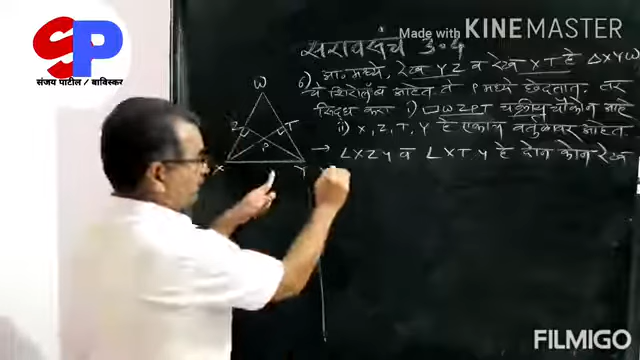 Made with KINEMASTER
SP
संजय पाटील / बाविस्कर
सरावसंच 3.4
6) मध्ये, रेख YZ व रेख XT हे △XYW
चे शिरोलंब आहेत ते P मध्ये छेदतात. तर
सिद्ध करा i) □WZPT चक्रीय चौकोन आहे
ii) X, Z, T, Y हे एकाच वर्तुळावर आहेत.
→ ∠XZY व ∠XTY हे दोन कोन रेख
W
Z
T
P
X
Y
FILMIGO